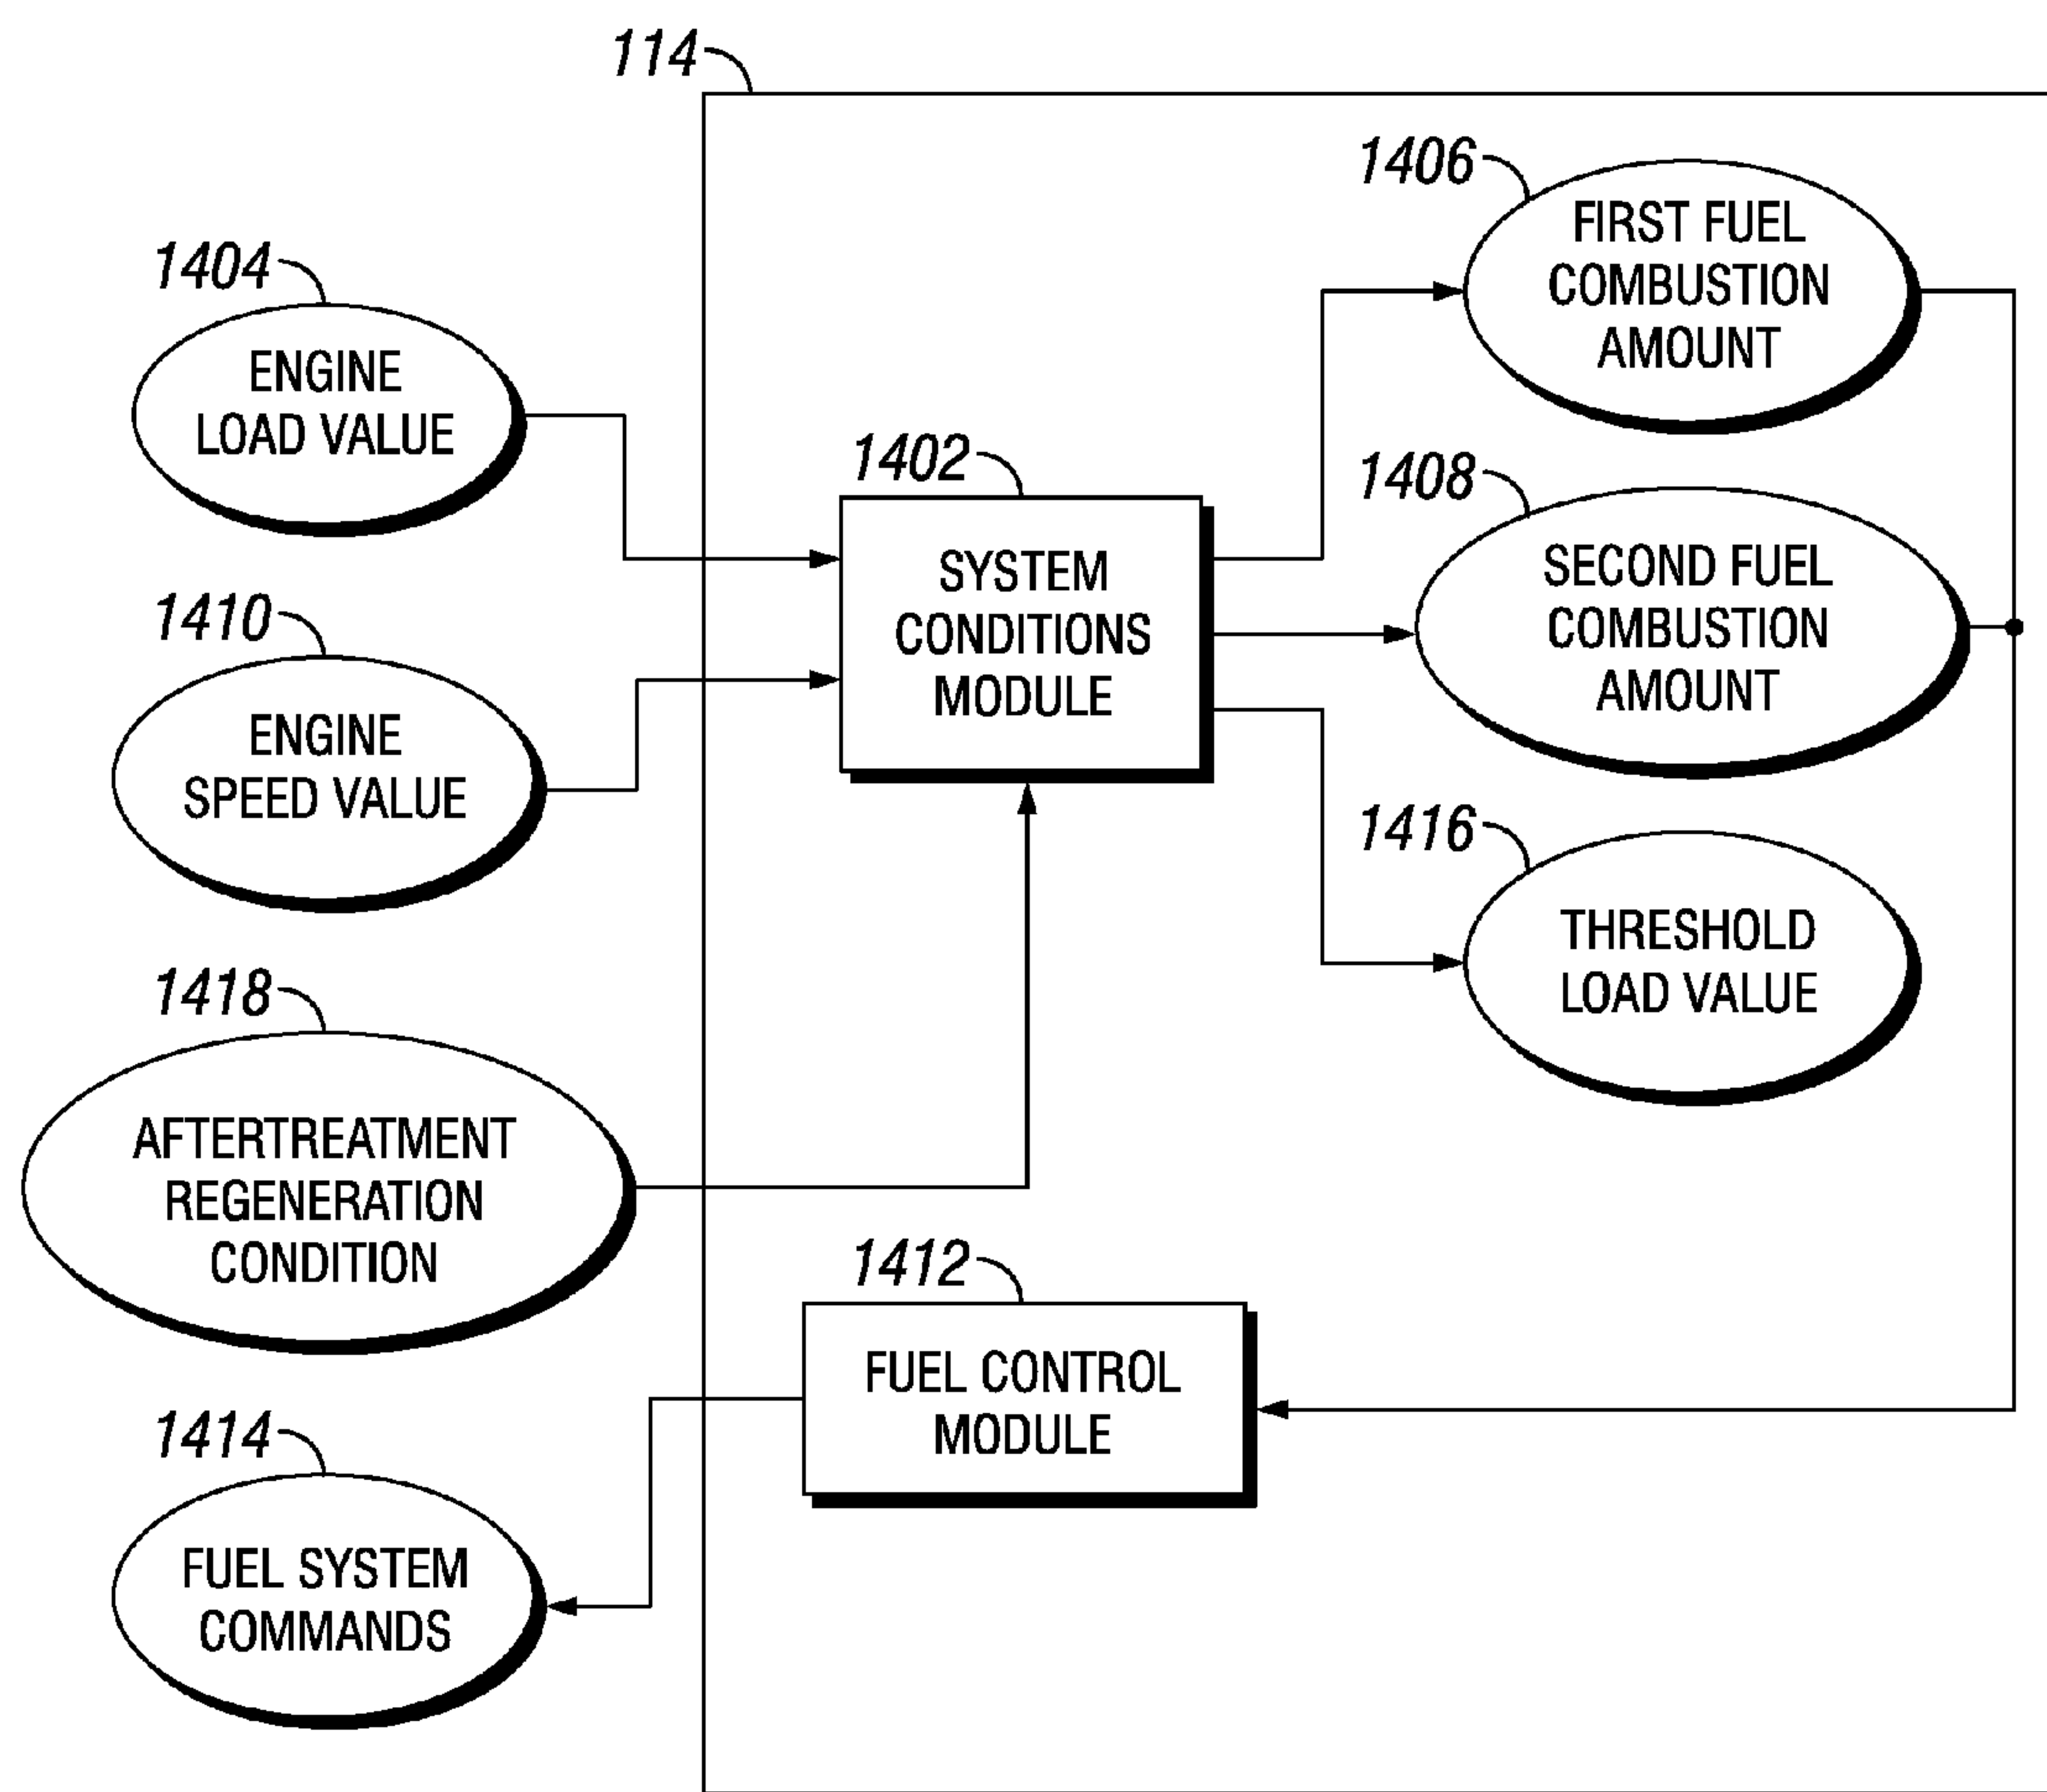 114
1406
FIRST FUEL
COMBUSTION
AMOUNT
1404
ENGINE
LOAD VALUE
1402
SYSTEM
CONDITIONS
MODULE
1408
SECOND FUEL
COMBUSTION
AMOUNT
1410
ENGINE
SPEED VALUE
1416
THRESHOLD
LOAD VALUE
1418
AFTERTREATMENT
REGENERATION
CONDITION
1412
FUEL CONTROL
MODULE
1414
FUEL SYSTEM
COMMANDS